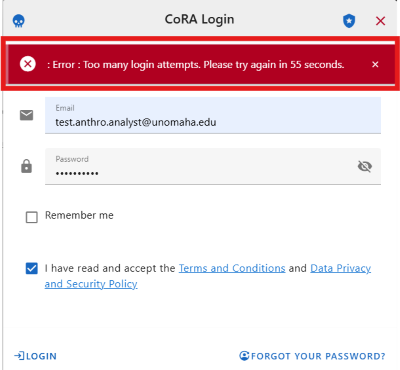 CoRA Login
: Error : Too many login attempts. Please try again in 55 seconds.
Email
test.anthro.analyst@unomaha.edu
Password
••••••••••
Remember me
I have read and accept the Terms and Conditions and Data Privacy
and Security Policy
LOGIN
FORGOT YOUR PASSWORD?